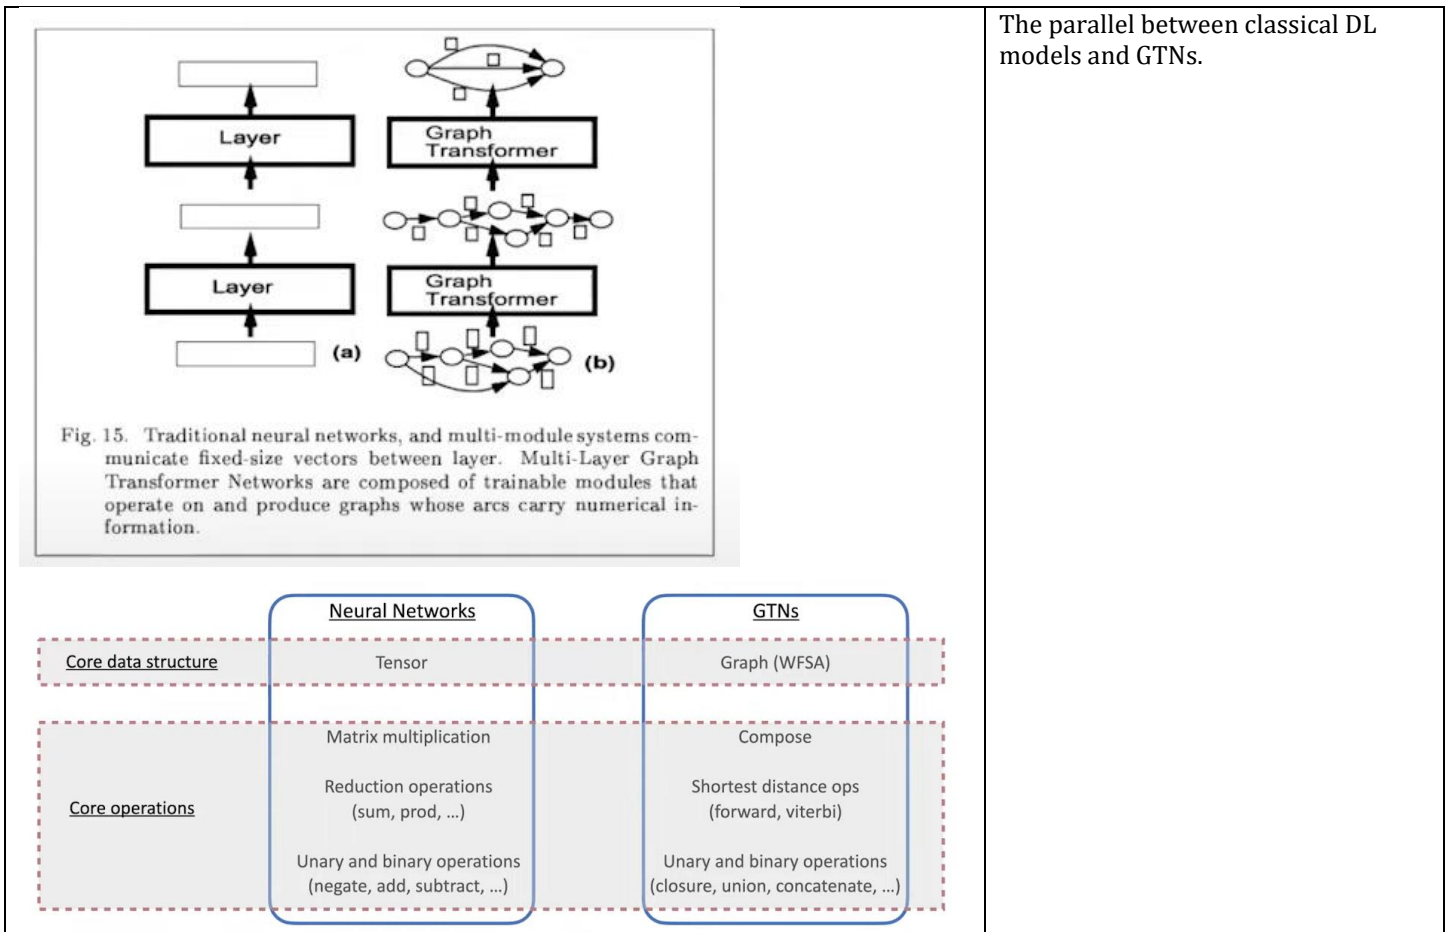 Layer
Graph
Transformer
Layer
Graph
Transformer
(a)
(b)
Fig. 15. Traditional neural networks, and multi-module systems com-
municate fixed-size vectors between layer. Multi-Layer Graph
Transformer Networks are composed of trainable modules that
operate on and produce graphs whose arcs carry numerical in-
formation.
The parallel between classical DL
models and GTNs.
Neural Networks
GTNs
Core data structure
Tensor
Graph (WFSA)
Core operations
Matrix multiplication
Compose
Reduction operations
(sum, prod, ...)
Shortest distance ops
(forward, viterbi)
Unary and binary operations
(negate, add, subtract, ...)
Unary and binary operations
(closure, union, concatenate, ...)